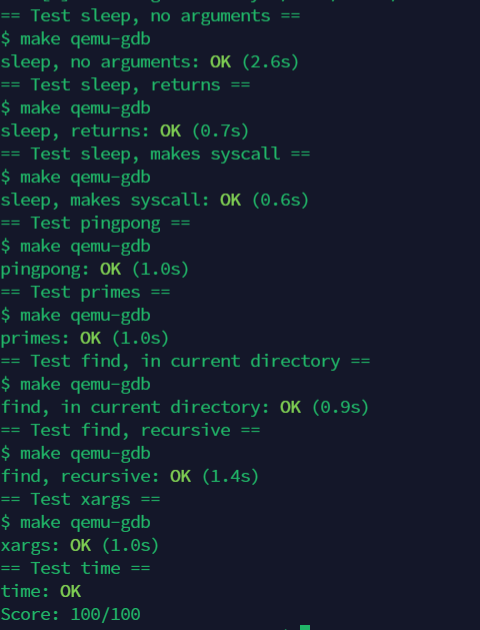 == Test sleep, no arguments ==
$ make qemu-gdb
sleep, no arguments: OK (2.6s)
== Test sleep, returns ==
$ make qemu-gdb
sleep, returns: OK (0.7s)
== Test sleep, makes syscall ==
$ make qemu-gdb
sleep, makes syscall: OK (0.6s)
== Test pingpong ==
$ make qemu-gdb
pingpong: OK (1.0s)
== Test primes ==
$ make qemu-gdb
primes: OK (1.0s)
== Test find, in current directory ==
$ make qemu-gdb
find, in current directory: OK (0.9s)
== Test find, recursive ==
$ make qemu-gdb
find, recursive: OK (1.4s)
== Test xargs ==
$ make qemu-gdb
xargs: OK (1.0s)
== Test time ==
time: OK
Score: 100/100